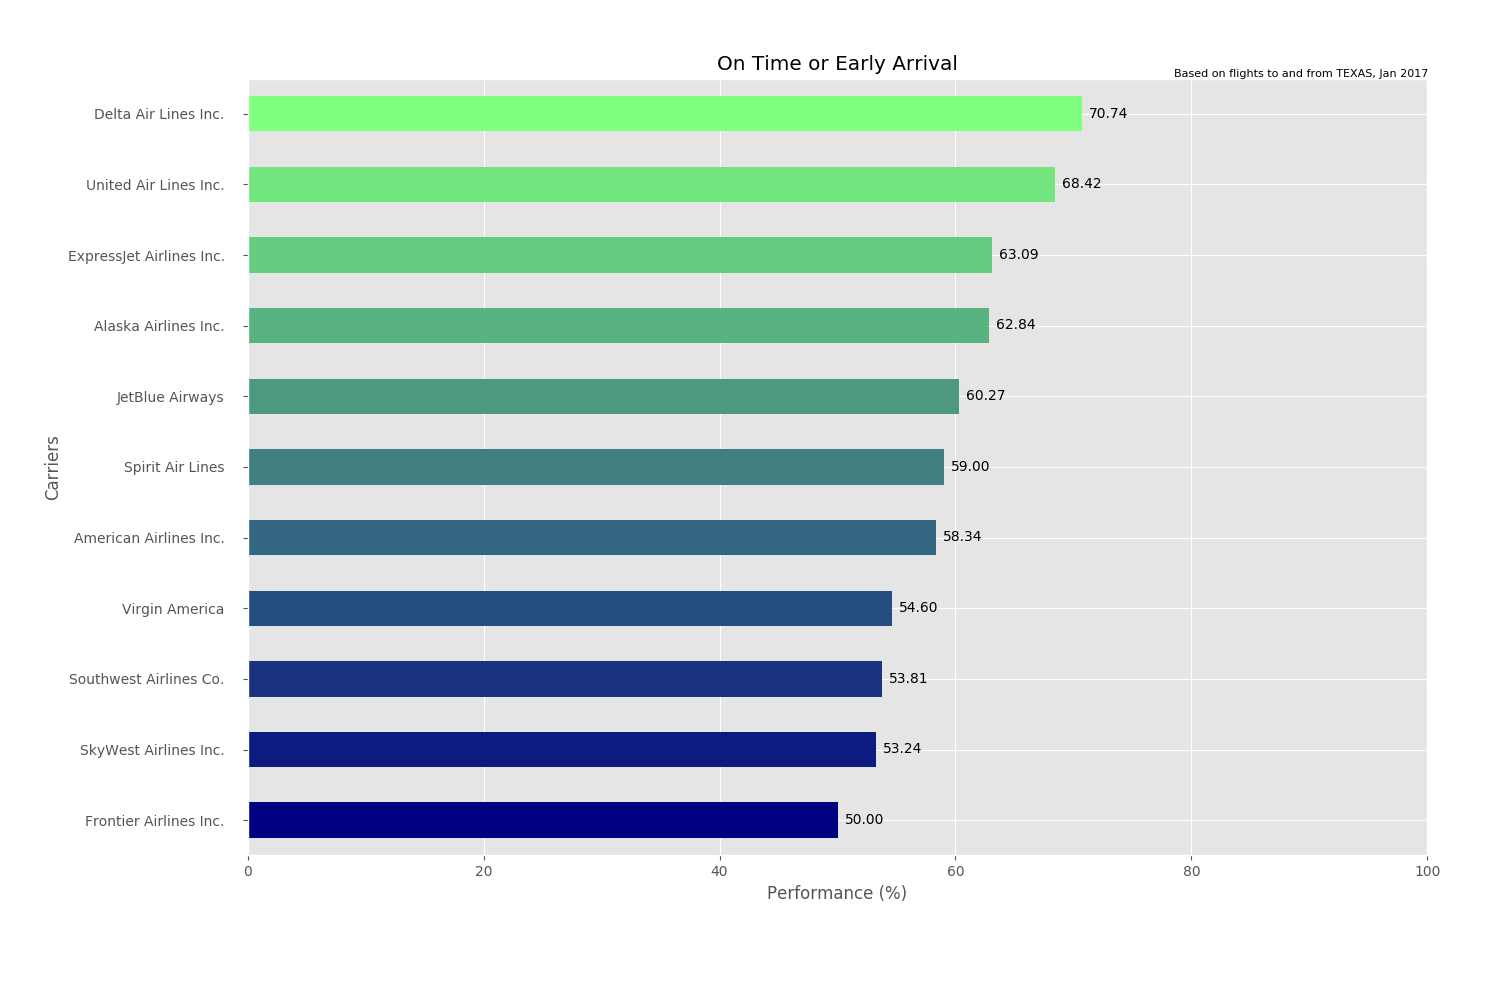 On Time or Early Arrival
Based on flights to and from TEXAS, Jan 2017
Carriers
Delta Air Lines Inc. 70.74
United Air Lines Inc. 68.42
ExpressJet Airlines Inc. 63.09
Alaska Airlines Inc. 62.84
JetBlue Airways 60.27
Spirit Air Lines 59.00
American Airlines Inc. 58.34
Virgin America 54.60
Southwest Airlines Co. 53.81
SkyWest Airlines Inc. 53.24
Frontier Airlines Inc. 50.00
0 20 40 60 80 100
Performance (%)